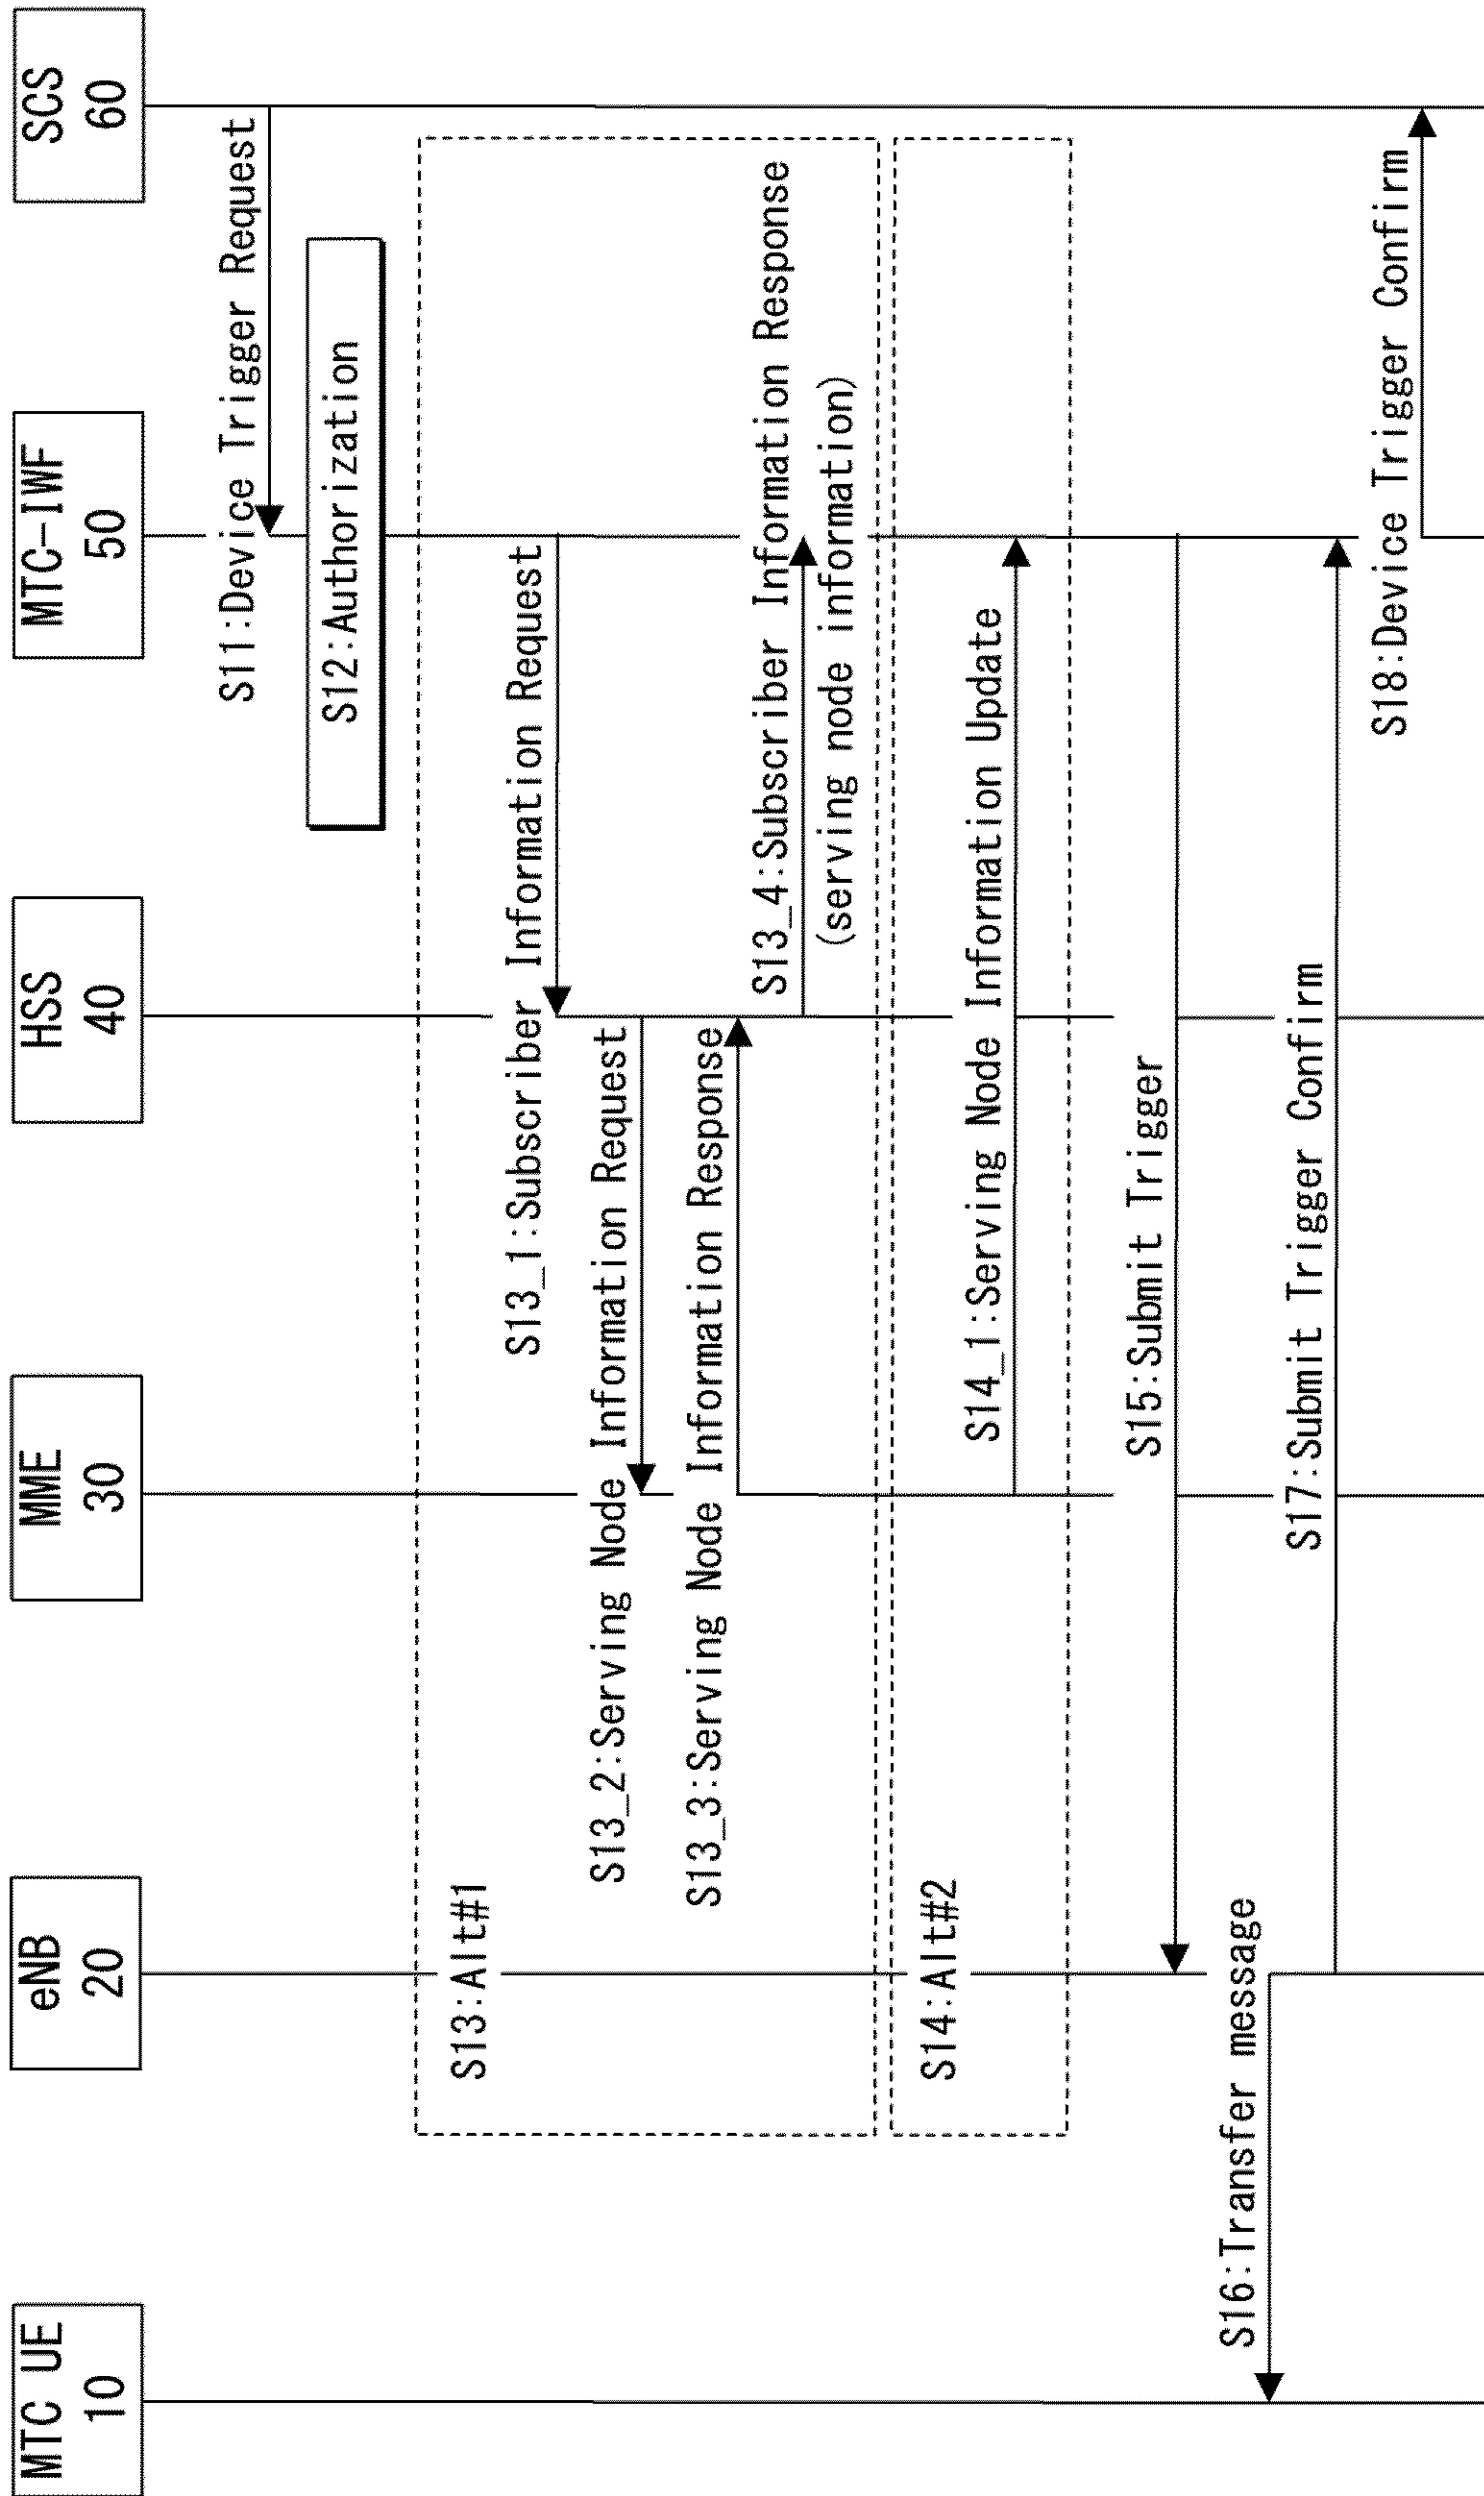 MTC UE
10
eNB
20
MME
30
HSS
40
MTC-IWF
50
SCS
60
S11:Device Trigger Request
S12:Authorization
S13:Alt#1
S13_1:Subscriber Information Request
S13_2:Serving Node Information Request
S13_3:Serving Node Information Response
S13_4:Subscriber Information Response
(serving node information)
S14:Alt#2
S14_1:Serving Node Information Update
S15:Submit Trigger
S16:Transfer message
S17:Submit Trigger Confirm
S18:Device Trigger Confirm